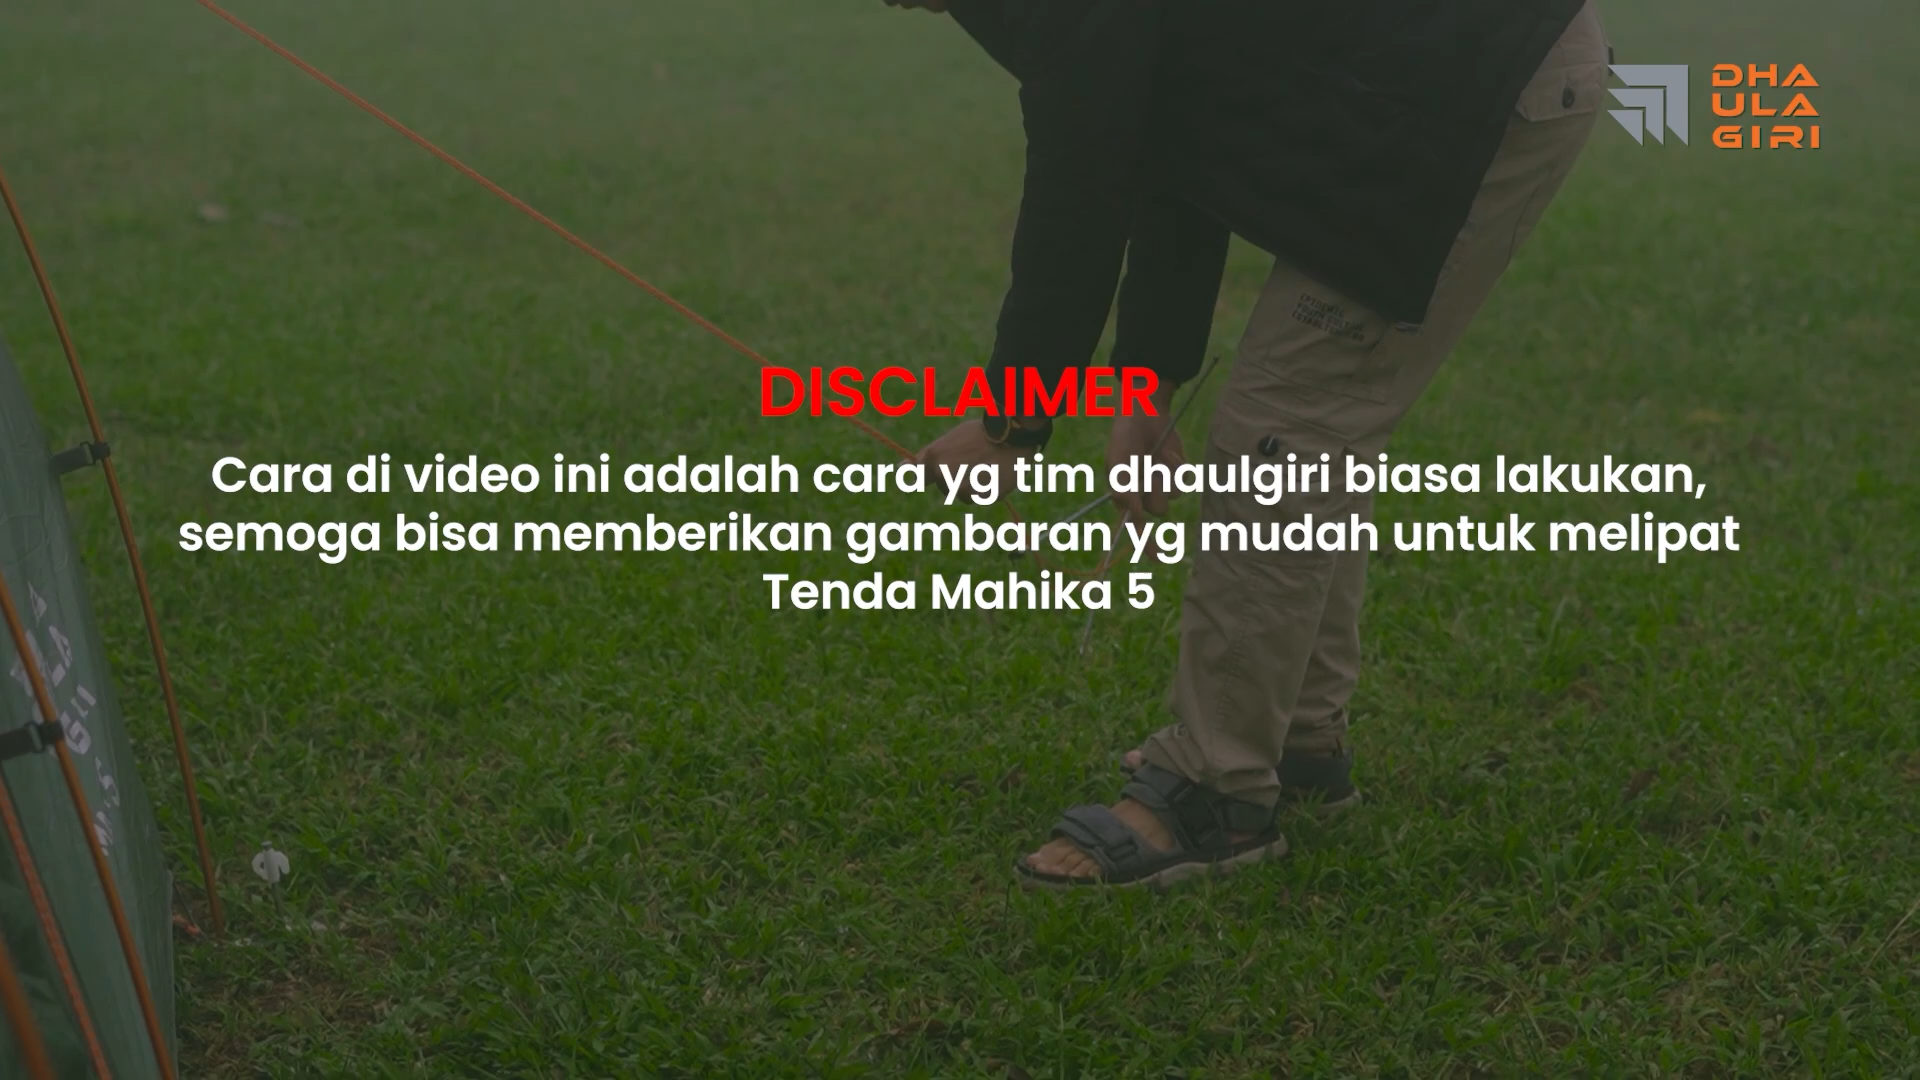 DHA
ULA
GIRI
DISCLAIMER
Cara di video ini adalah cara yg tim dhaulgiri biasa lakukan,
semoga bisa memberikan gambaran yg mudah untuk melipat
Tenda Mahika 5